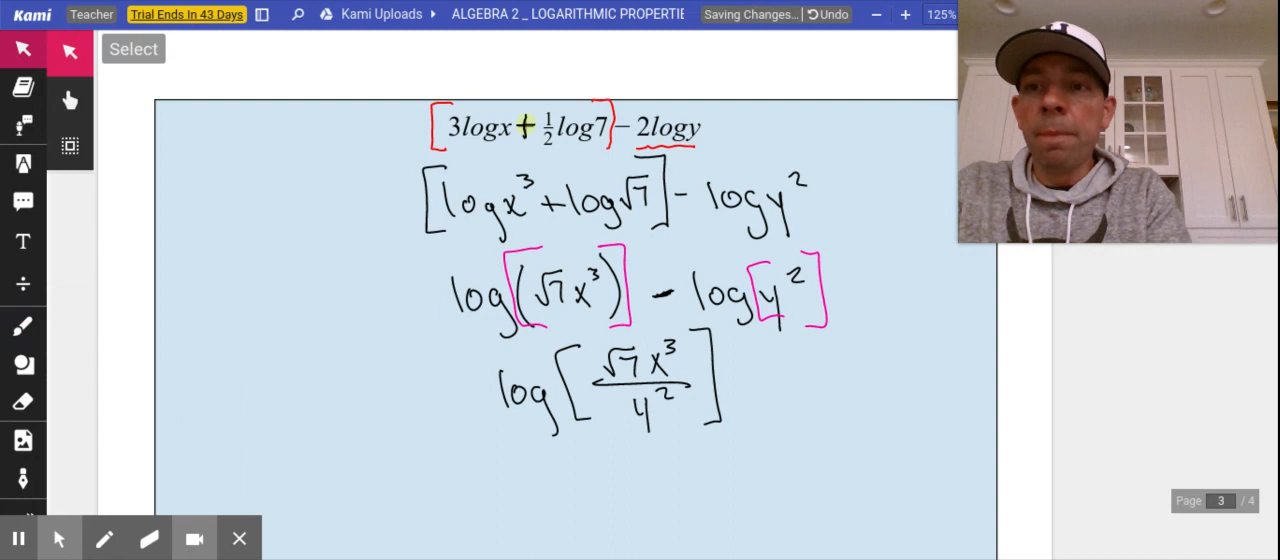 Kami Teacher Trial Ends In 43 Days Kami Uploads ALGEBRA 2 _ LOGARITHMIC PROPERTIE Saving Changes... Undo 125%
Select
[3logx + ½log7) − 2logy
[logx³ + log√7] − logy²
log[(√7x³)] − log[y²]
log[√7x³/y²]
Page 3 / 4